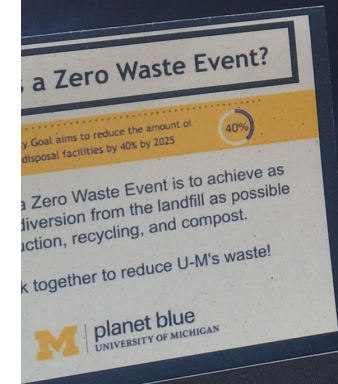 a Zero Waste Event?
Goal aims to reduce the amount of
40%
disposal facilities by 40% by 2025
a Zero Waste Event is to achieve as
diversion from the landfill as possible
recycling, and compost.
together to reduce U-M's waste!
M planet blue
UNIVERSITY OF MICHIGAN